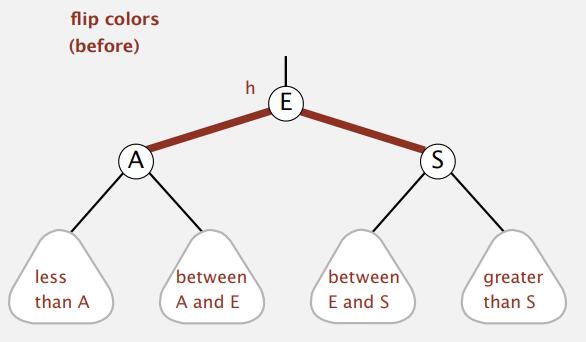 flip colors
(before)
h
E
A
S
less
than A
between
A and E
between
E and S
greater
than S